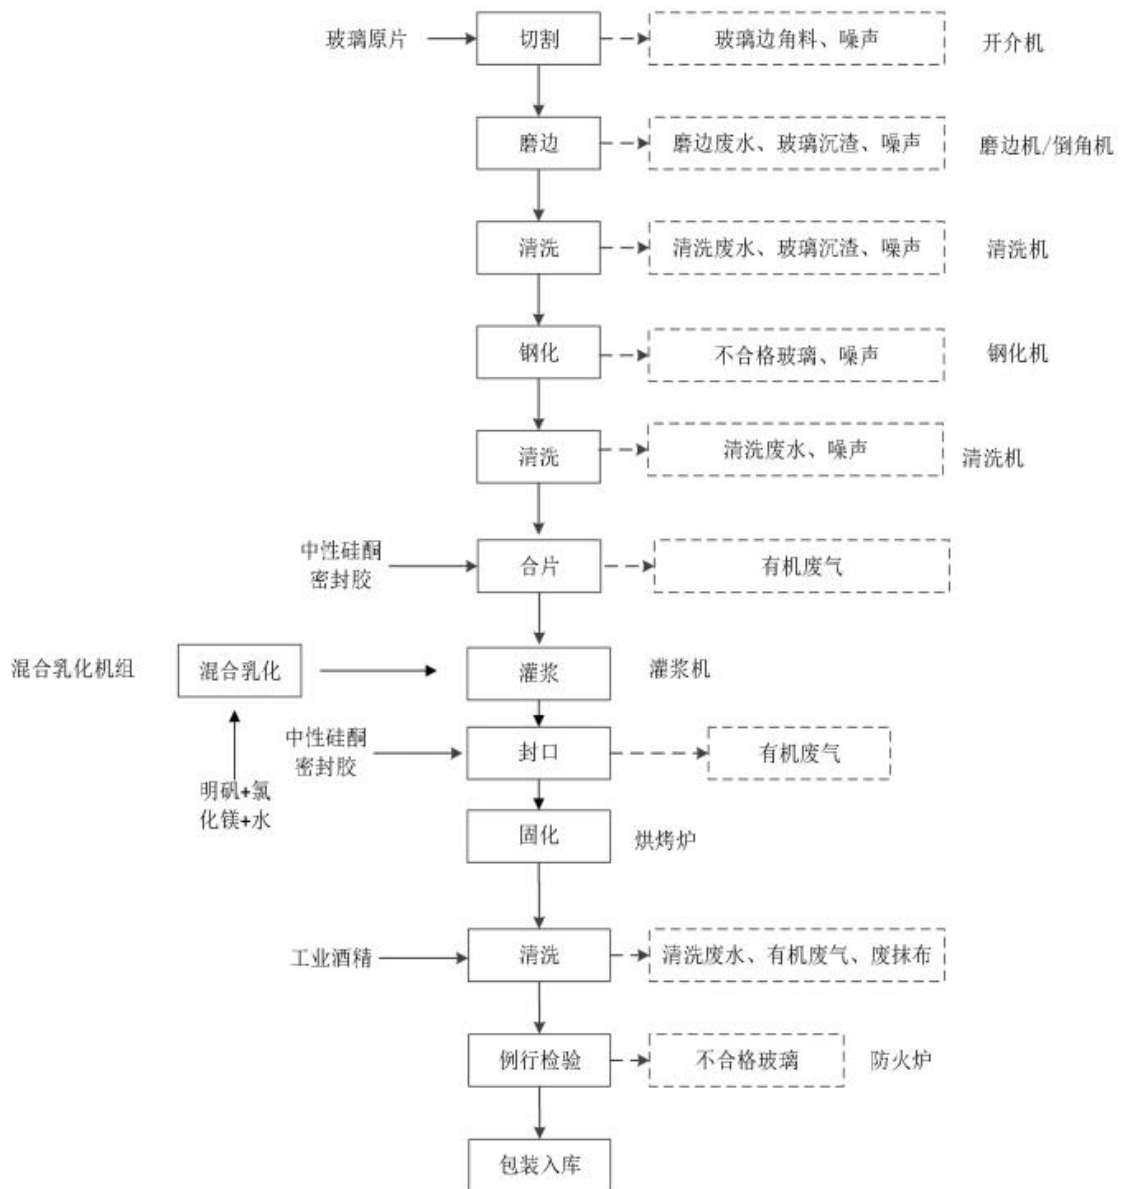 玻璃原片
切割
玻璃边角料、噪声
开介机
磨边
磨边废水、玻璃沉渣、噪声
磨边机/倒角机
清洗
清洗废水、玻璃沉渣、噪声
清洗机
钢化
不合格玻璃、噪声
钢化机
清洗
清洗废水、噪声
清洗机
中性硅酮
密封胶
合片
有机废气
混合乳化机组
混合乳化
灌浆
灌浆机
中性硅酮
密封胶
封口
有机废气
明矾+氯
化镁+水
固化
烘烤炉
工业酒精
清洗
清洗废水、有机废气、废抹布
例行检验
不合格玻璃
防火炉
包装入库